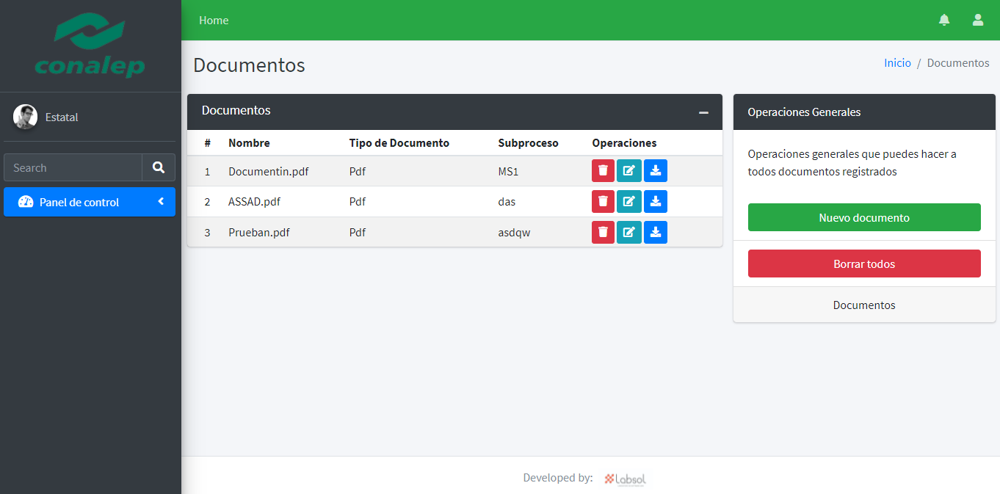 conalep
Estatal
Search
Panel de control
Home
Documentos
Inicio / Documentos
Documentos
# Nombre Tipo de Documento Subproceso Operaciones
1 Documentin.pdf Pdf MS1
2 ASSAD.pdf Pdf das
3 Prueban.pdf Pdf asdqw
Operaciones Generales
Operaciones generales que puedes hacer a
todos documentos registrados
Nuevo documento
Borrar todos
Documentos
Developed by: Labsol